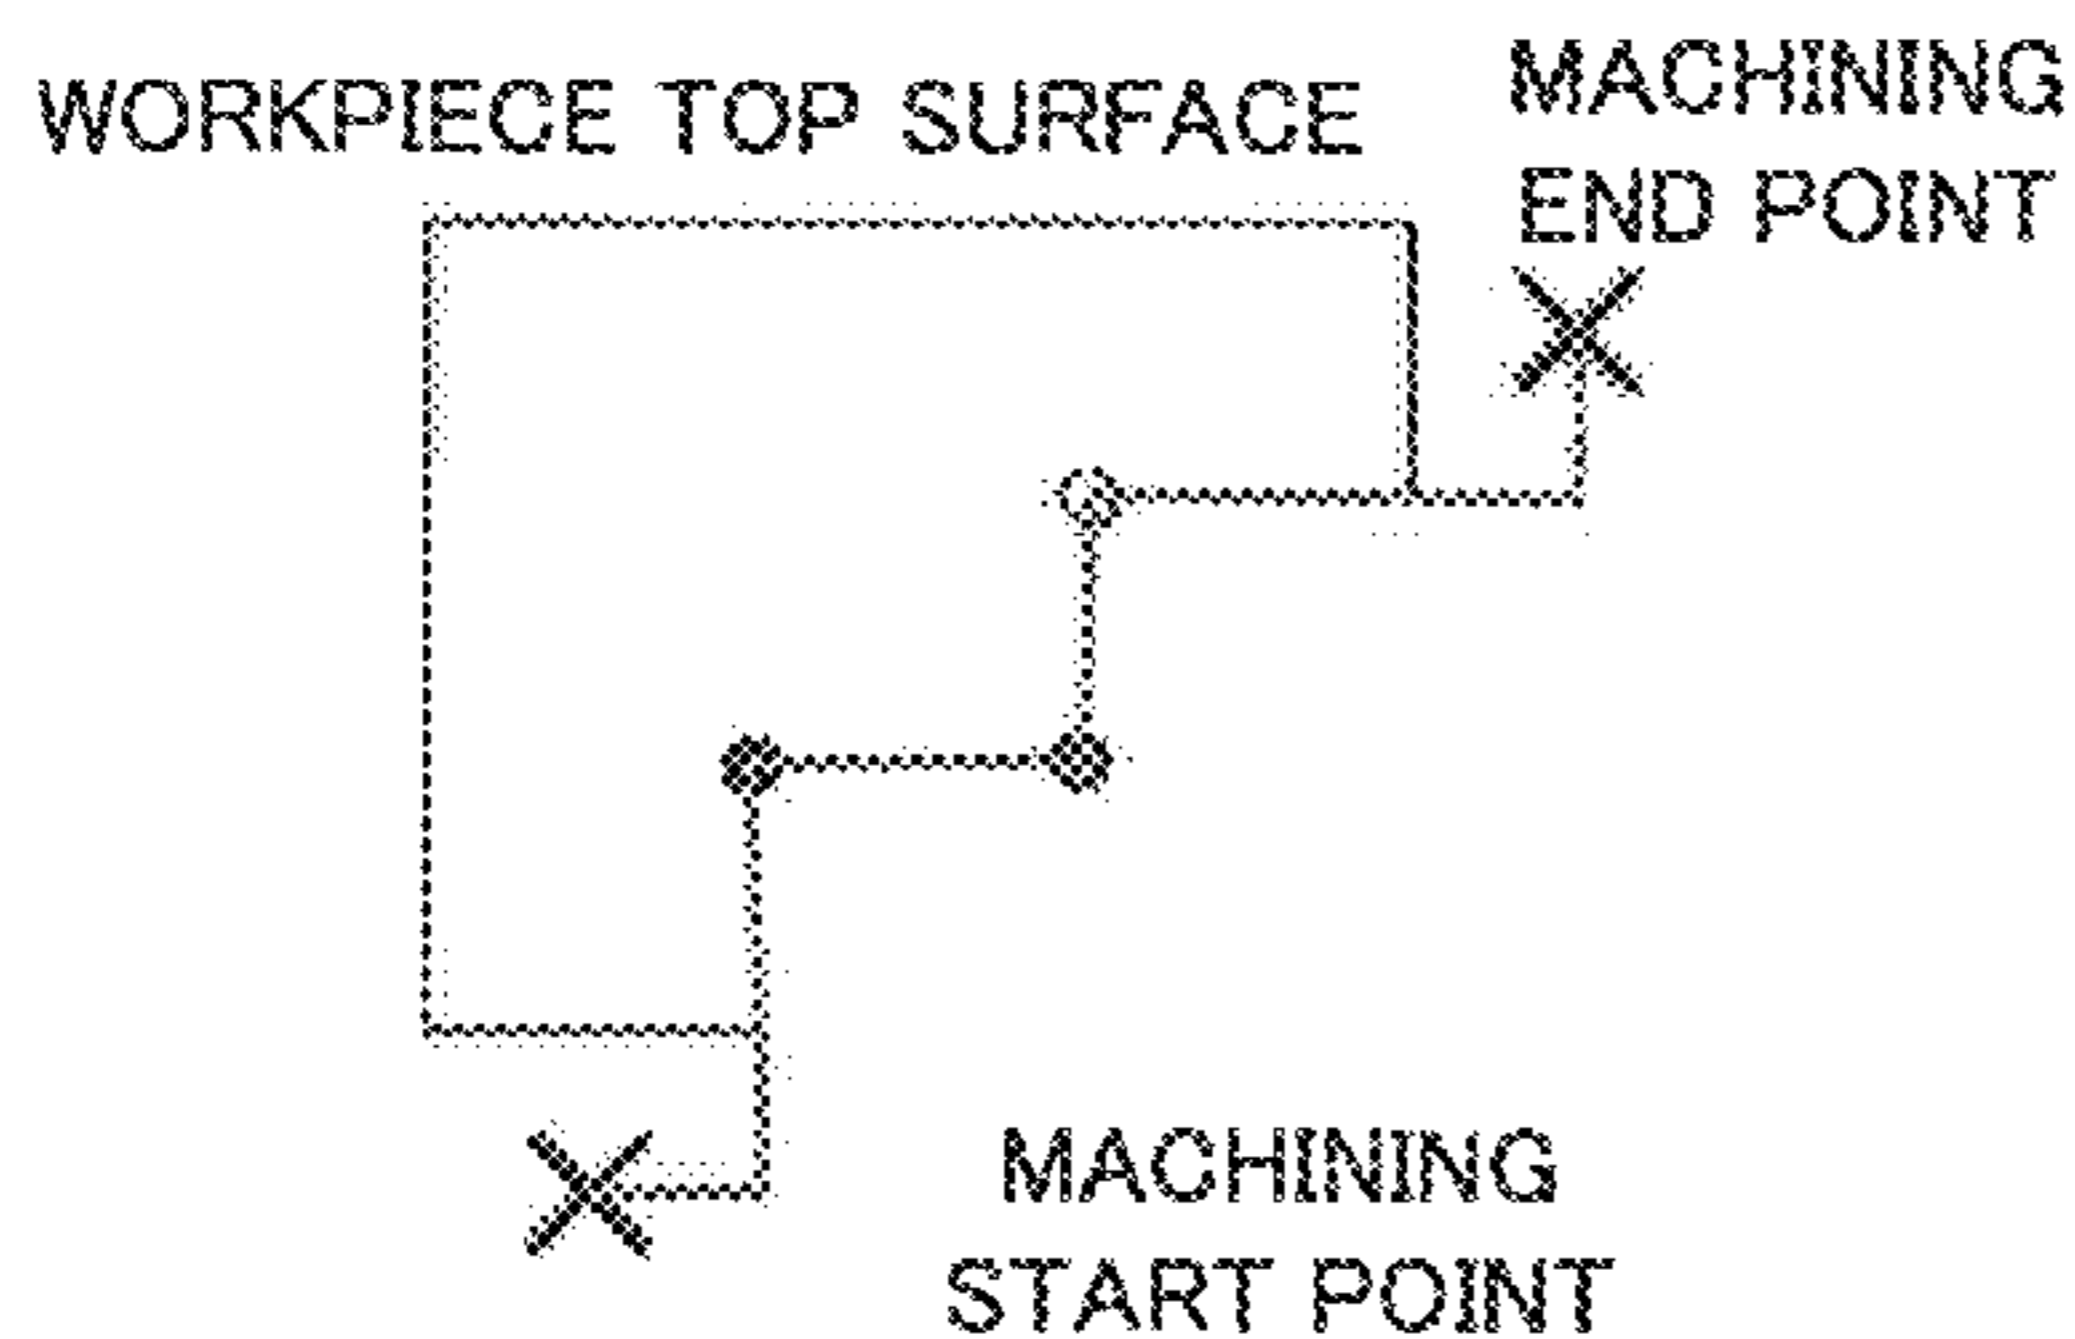 WORKPIECE TOP SURFACE
MACHINING
END POINT
MACHINING
START POINT